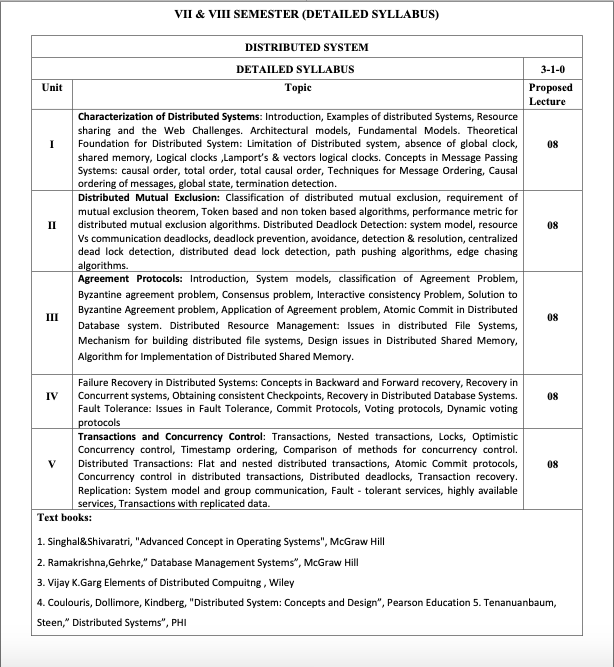 VII & VIII SEMESTER (DETAILED SYLLABUS)
DISTRIBUTED SYSTEM
DETAILED SYLLABUS 3-1-0
Unit Topic Proposed
Lecture
I
Characterization of Distributed Systems: Introduction, Examples of distributed Systems, Resource
sharing and the Web Challenges. Architectural models, Fundamental Models. Theoretical
Foundation for Distributed System: Limitation of Distributed system, absence of global clock,
shared memory, Logical clocks ,Lamport's & vectors logical clocks. Concepts in Message Passing
Systems: causal order, total order, total causal order, Techniques for Message Ordering, Causal
ordering of messages, global state, termination detection.
08
II
Distributed Mutual Exclusion: Classification of distributed mutual exclusion, requirement of
mutual exclusion theorem, Token based and non token based algorithms, performance metric for
distributed mutual exclusion algorithms. Distributed Deadlock Detection: system model, resource
Vs communication deadlocks, deadlock prevention, avoidance, detection & resolution, centralized
dead lock detection, distributed dead lock detection, path pushing algorithms, edge chasing
algorithms.
08
III
Agreement Protocols: Introduction, System models, classification of Agreement Problem,
Byzantine agreement problem, Consensus problem, Interactive consistency Problem, Solution to
Byzantine Agreement problem, Application of Agreement problem, Atomic Commit in Distributed
Database system. Distributed Resource Management: Issues in distributed File Systems,
Mechanism for building distributed file systems, Design issues in Distributed Shared Memory,
Algorithm for Implementation of Distributed Shared Memory.
08
IV
Failure Recovery in Distributed Systems: Concepts in Backward and Forward recovery, Recovery in
Concurrent systems, Obtaining consistent Checkpoints, Recovery in Distributed Database Systems.
Fault Tolerance: Issues in Fault Tolerance, Commit Protocols, Voting protocols, Dynamic voting
protocols
08
V
Transactions and Concurrency Control: Transactions, Nested transactions, Locks, Optimistic
Concurrency control, Timestamp ordering, Comparison of methods for concurrency control.
Distributed Transactions: Flat and nested distributed transactions, Atomic Commit protocols,
Concurrency control in distributed transactions, Distributed deadlocks, Transaction recovery.
Replication: System model and group communication, Fault - tolerant services, highly available
services, Transactions with replicated data.
08
Text books:
1. Singhal&Shivaratri, "Advanced Concept in Operating Systems", McGraw Hill
2. Ramakrishna,Gehrke,” Database Management Systems”, McGraw Hill
3. Vijay K.Garg Elements of Distributed Compuitng , Wiley
4. Coulouris, Dollimore, Kindberg, "Distributed System: Concepts and Design”, Pearson Education 5. Tenanuanbaum,
Steen,” Distributed Systems”, PHI